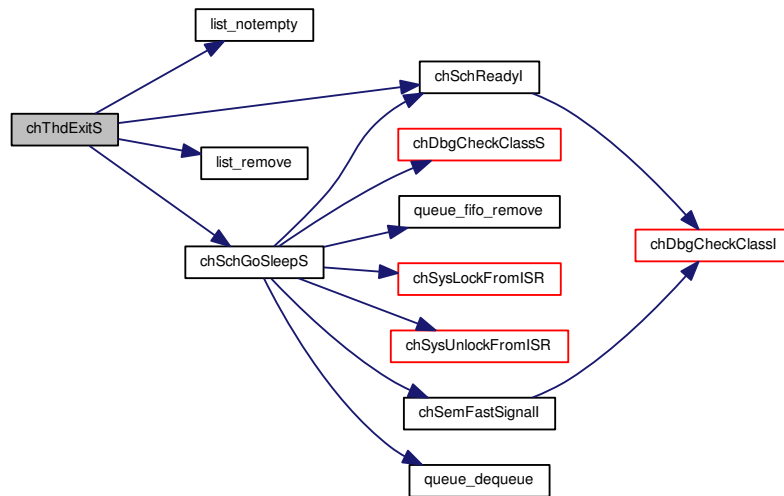 list_notempty
chSchReadyI
chThdExitS
chDbgCheckClassS
list_remove
queue_fifo_remove
chDbgCheckClassI
chSchGoSleepS
chSysLockFromISR
chSysUnlockFromISR
chSemFastSignalI
queue_dequeue